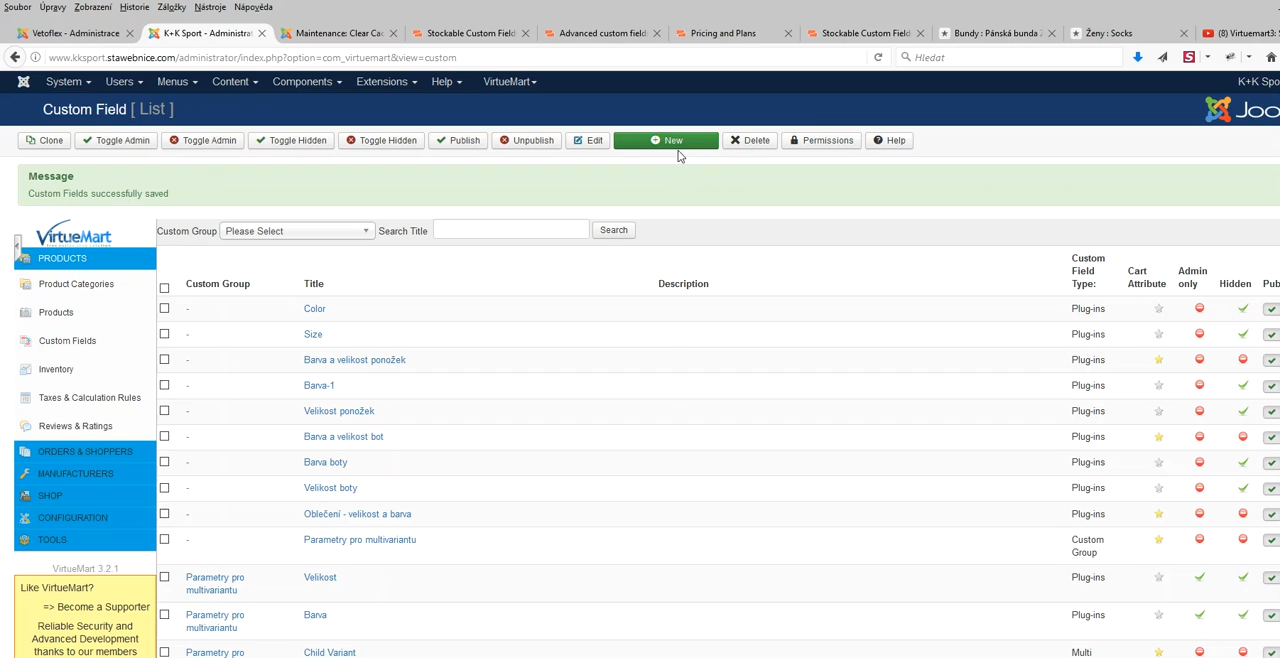 Soubor Úpravy Zobrazení Historie Záložky Nástroje Nápověda
Vetoflex - Administrace K+K Sport - Administra Maintenance: Clear Ca Stockable Custom Field Advanced custom field Pricing and Plans Stockable Custom Field Bundy : Pánská bunda Ženy : Socks (8) Virtuemart3:
www.kksport.stawebnice.com/administrator/index.php?option=com_virtuemart&view=custom Hledat
System Users Menus Content Components Extensions Help VirtueMart K+K Spo
Custom Field [ List ] Joo
Clone Toggle Admin Toggle Admin Toggle Hidden Toggle Hidden Publish Unpublish Edit New Delete Permissions Help
Message
Custom Fields successfully saved
VirtueMart
Custom Group Please Select Search Title Search
PRODUCTS
Product Categories
Products
Custom Fields
Inventory
Taxes & Calculation Rules
Reviews & Ratings
ORDERS & SHOPPERS
MANUFACTURERS
SHOP
CONFIGURATION
TOOLS
VirtueMart 3.2.1
Like VirtueMart?
=> Become a Supporter
Reliable Security and
Advanced Development
thanks to our members
Custom Group Title Description Custom Field Type: Cart Attribute Admin only Hidden Pub
- Color Plug-ins
- Size Plug-ins
- Barva a velikost ponožek Plug-ins
- Barva-1 Plug-ins
- Velikost ponožek Plug-ins
- Barva a velikost bot Plug-ins
- Barva boty Plug-ins
- Velikost boty Plug-ins
- Oblečení - velikost a barva Plug-ins
- Parametry pro multivariantu Custom Group
Parametry pro multivariantu Velikost Plug-ins
Parametry pro multivariantu Barva Plug-ins
Parametry pro Child Variant Multi